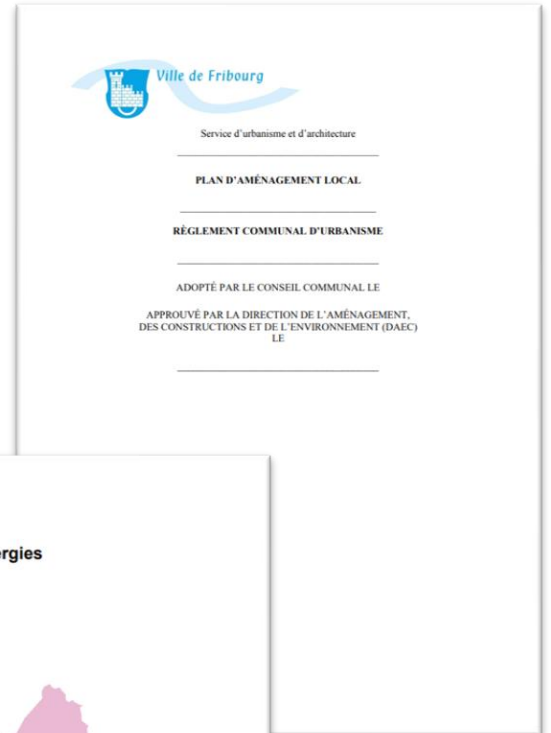 Ville de Fribourg
Service d'urbanisme et d'architecture
PLAN D'AMÉNAGEMENT LOCAL
RÈGLEMENT COMMUNAL D'URBANISME
ADOPTÉ PAR LE CONSEIL COMMUNAL LE
APPROUVÉ PAR LA DIRECTION DE L'AMÉNAGEMENT,
DES CONSTRUCTIONS ET DE L'ENVIRONNEMENT (DAEC)
LE
ergies